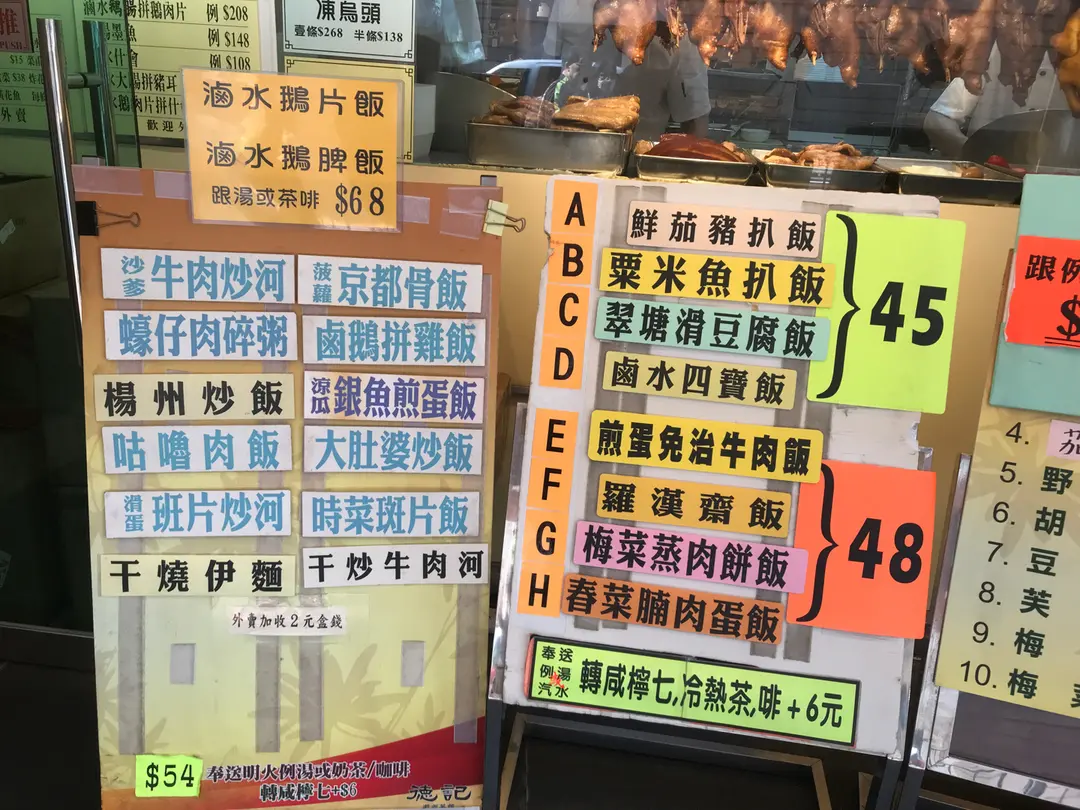 例 $208
例 $148
例 $108
凍烏頭
壹條$268 半條$138
滷水鵝片飯
滷水鵝脾飯
跟湯或茶啡 $68
沙爹牛肉炒河
菠蘿京都骨飯
蠔仔肉碎粥
鹵鵝拼雞飯
楊州炒飯
涼瓜銀魚煎蛋飯
咕嚕肉飯
大肚婆炒飯
滑蛋班片炒河
時菜斑片飯
干燒伊麵
干炒牛肉河
外賣加收2元盒錢
$54
奉送明火例湯或奶茶/咖啡
轉咸檸七+$6
德記
A 鮮茄豬扒飯
B 粟米魚扒飯
C 翠塘滑豆腐飯
D 鹵水四寶飯
45
E 煎蛋免治牛肉飯
F 羅漢齋飯
G 梅菜蒸肉餅飯
H 春菜腩肉蛋飯
48
奉送例湯汽水
轉咸檸七,冷熱茶,啡+6元
跟例
$
4. 茄
5. 野
6. 胡
7. 豆
8. 芙
9. 梅
10. 梅菜